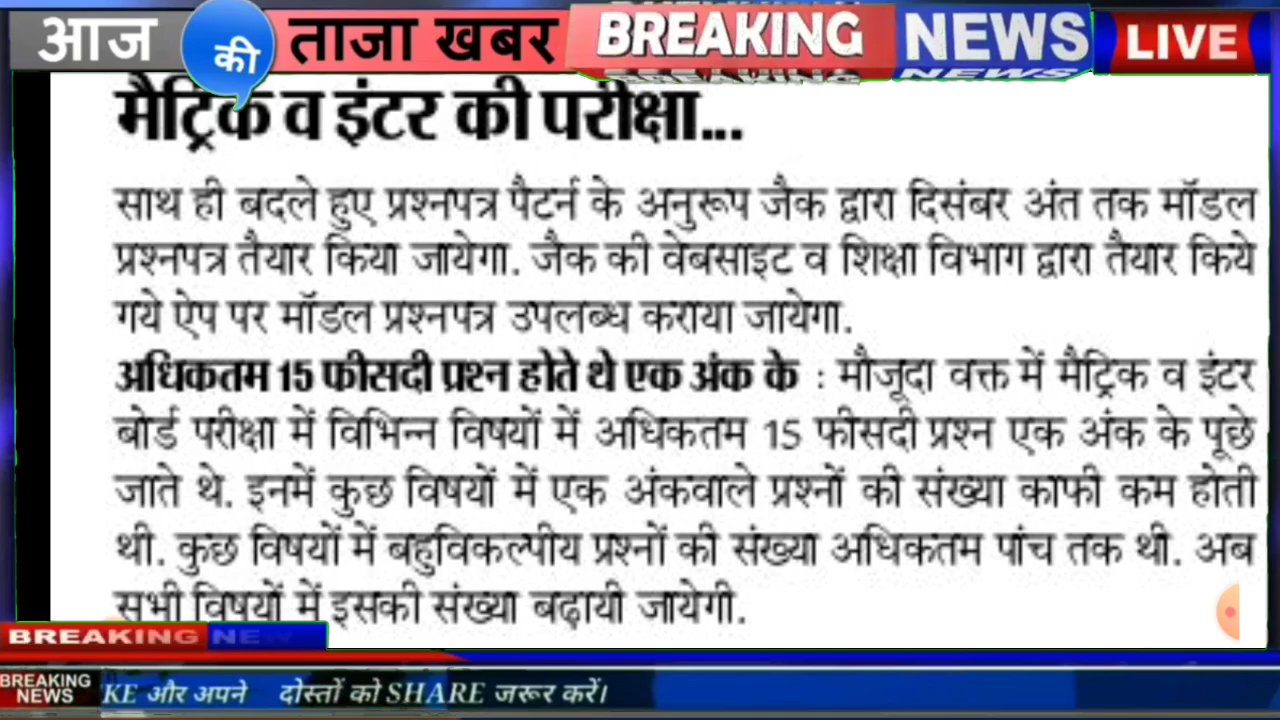 आज की ताजा खबर BREAKING NEWS LIVE
मैट्रिक व इंटर की परीक्षा...
साथ ही बदले हुए प्रश्नपत्र पैटर्न के अनुरूप जैक द्वारा दिसंबर अंत तक मॉडल
प्रश्नपत्र तैयार किया जायेगा. जैक की वेबसाइट व शिक्षा विभाग द्वारा तैयार किये
गये ऐप पर मॉडल प्रश्नपत्र उपलब्ध कराया जायेगा.
अधिकतम 15 फीसदी प्रश्न होते थे एक अंक के : मौजूदा वक्त में मैट्रिक व इंटर
बोर्ड परीक्षा में विभिन्न विषयों में अधिकतम 15 फीसदी प्रश्न एक अंक के पूछे
जाते थे. इनमें कुछ विषयों में एक अंकवाले प्रश्नों की संख्या काफी कम होती
थी. कुछ विषयों में बहुविकल्पीय प्रश्नों की संख्या अधिकतम पांच तक थी. अब
सभी विषयों में इसकी संख्या बढ़ायी जायेगी.
BREAKING NE
BREAKING NEWS
KE और अपने दोस्तों को SHARE जरूर करें।